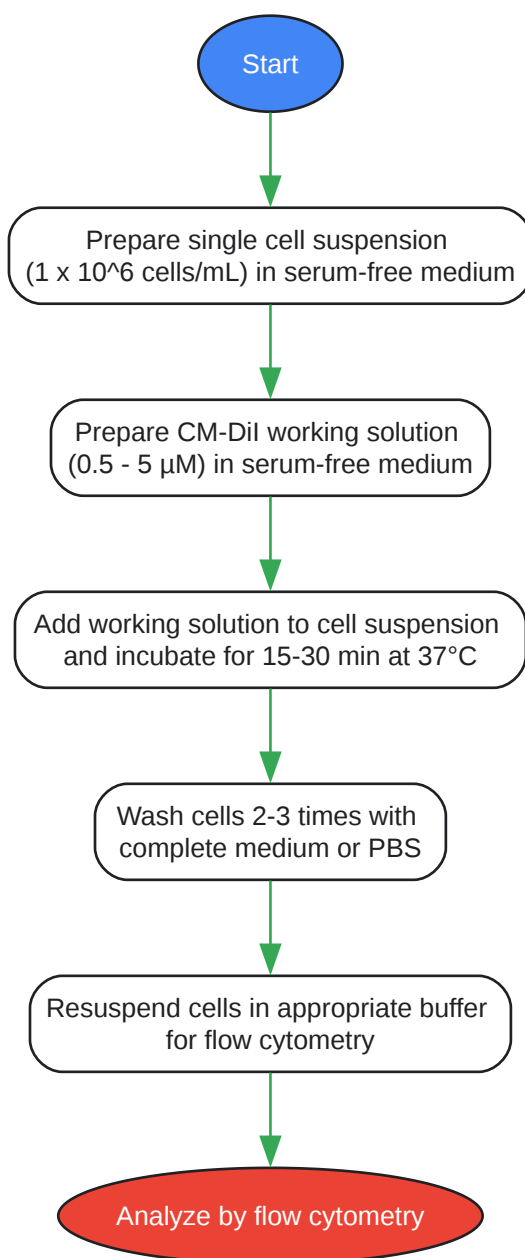 Start
Prepare single cell suspension
(1 x 10^6 cells/mL) in serum-free medium
Prepare CM-DiI working solution
(0.5 - 5 µM) in serum-free medium
Add working solution to cell suspension
and incubate for 15-30 min at 37°C
Wash cells 2-3 times with
complete medium or PBS
Resuspend cells in appropriate buffer
for flow cytometry
Analyze by flow cytometry